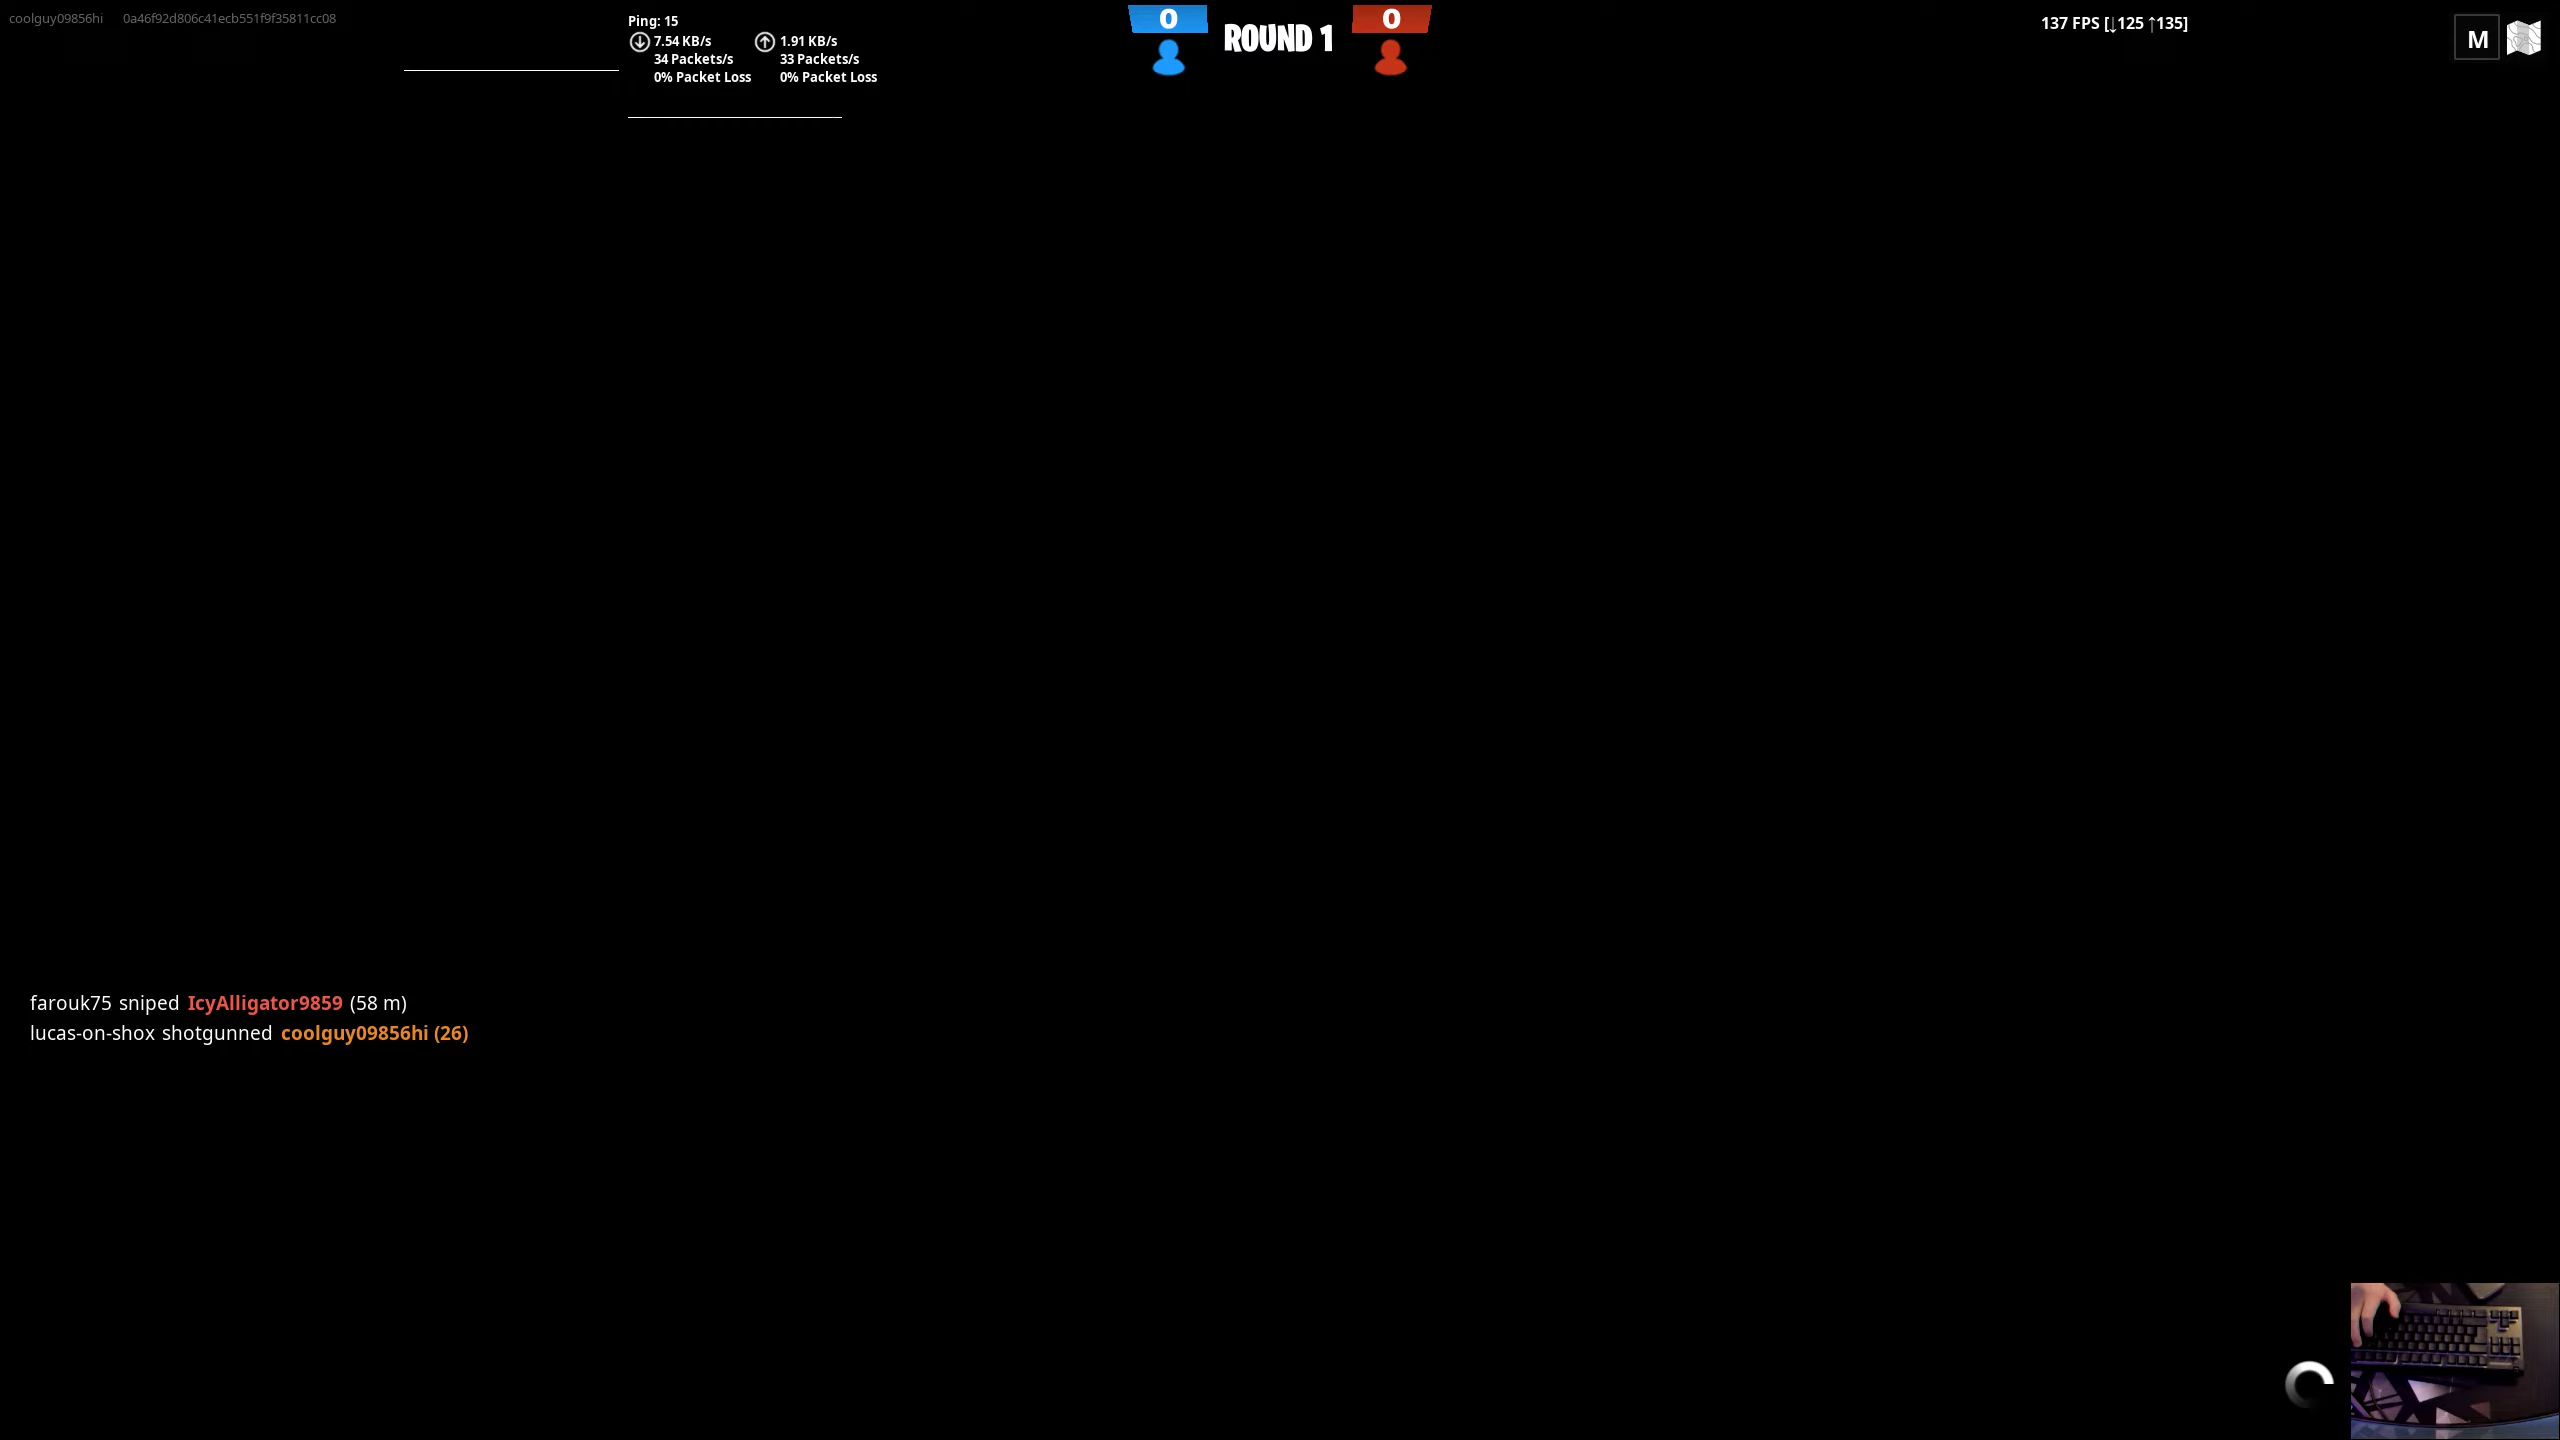 coolguy09856hi 0a46f92d806c41ecb551f9f35811cc08
Ping: 15
7.54 KB/s 1.91 KB/s
34 Packets/s 33 Packets/s
0% Packet Loss 0% Packet Loss
0 ROUND 1 0
137 FPS [↓125 ↑135]
M
farouk75 sniped IcyAlligator9859 (58 m)
lucas-on-shox shotgunned coolguy09856hi (26)